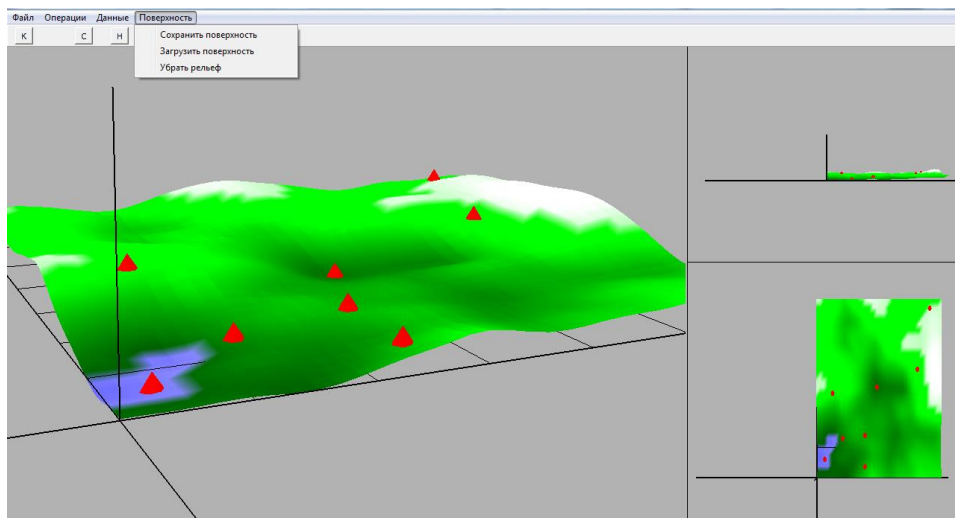 Файл Операции Данные Поверхность
К С Н Сохранить поверхность
Загрузить поверхность
Убрать рельеф